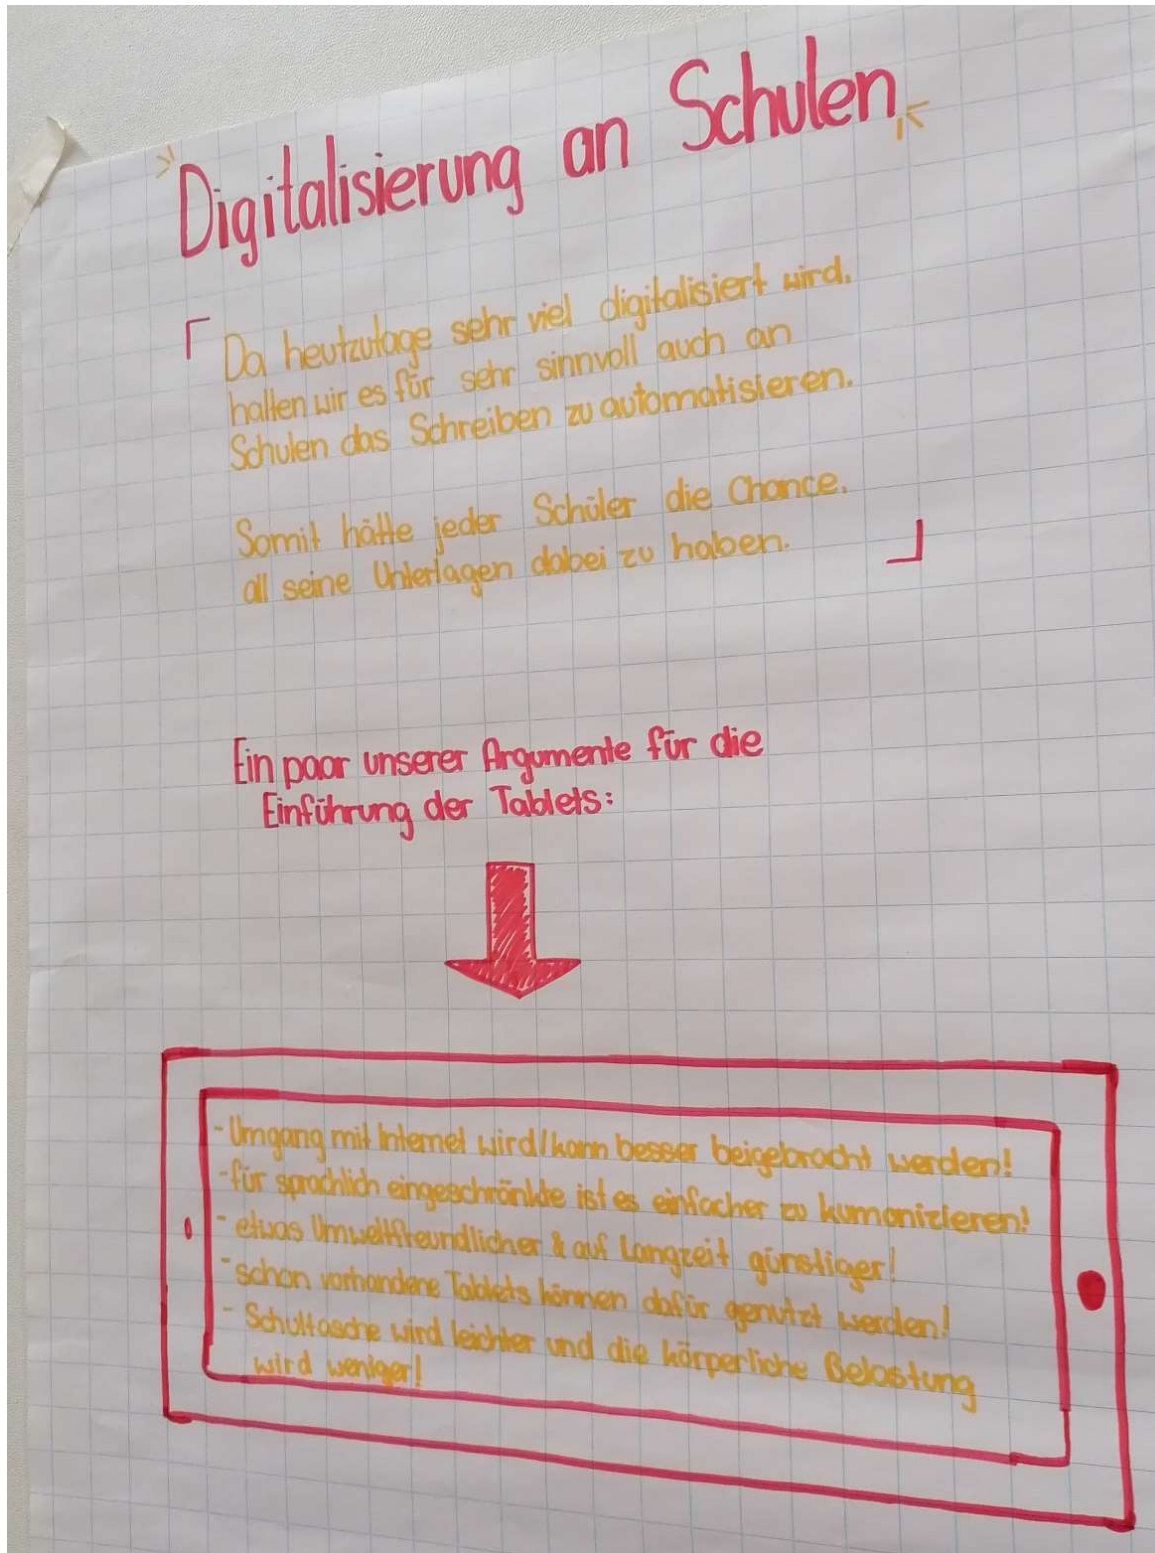 Digitalisierung an Schulen
Da heutzutage sehr viel digitalisiert wird,
halten wir es für sehr sinnvoll auch an
Schulen das Schreiben zu automatisieren.
Somit hätte jeder Schüler die Chance,
all seine Unterlagen dabei zu haben.
Ein paar unserer Argumente für die
Einführung der Tablets:
- Umgang mit Internet wird/kann besser beigebracht werden!
- für sprachlich eingeschränkte ist es einfacher zu kumonizieren!
- etwas Umweltfreundlicher & auf Langzeit günstiger!
- schon vorhandene Tablets können dafür genutzt werden!
- Schultasche wird leichter und die körperliche Belastung
wird weniger!